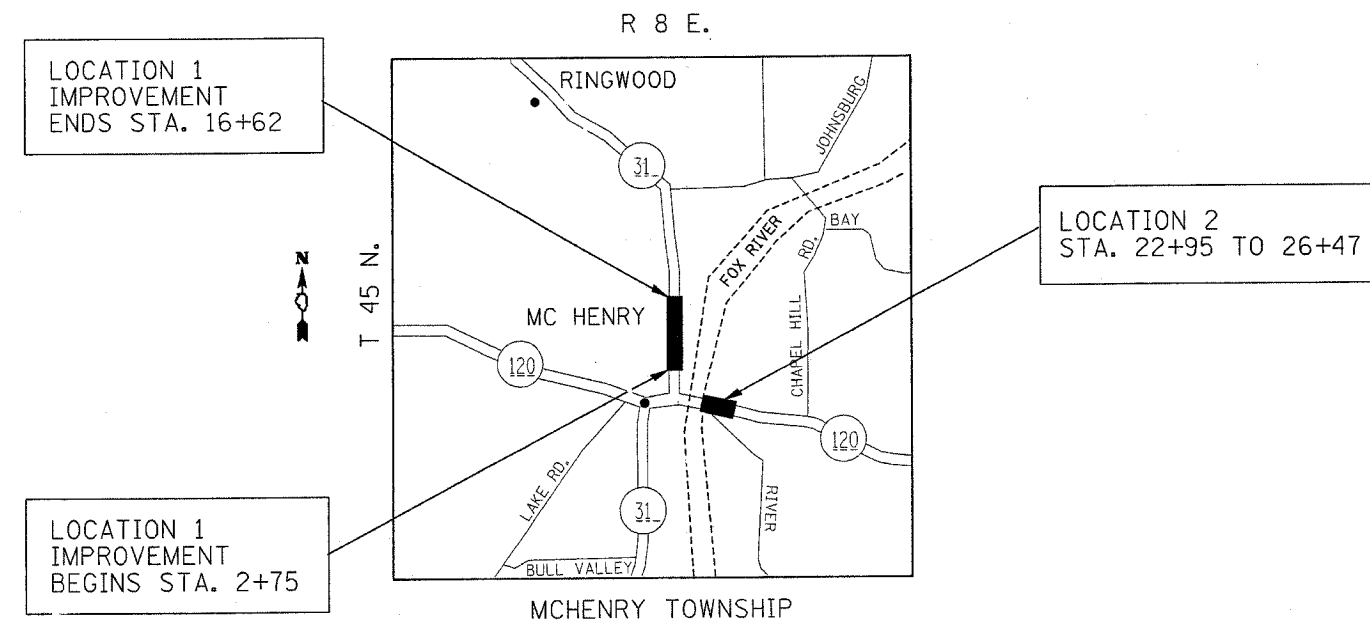 R 8 E.
LOCATION 1
IMPROVEMENT
ENDS STA. 16+62
RINGWOOD
JOHNSBURG
31
LOCATION 2
STA. 22+95 TO 26+47
FOX RIVER
BAY
RD.
CHAPEL HILL
N
T 45 N.
MC HENRY
120
120
LAKE RD.
31
RIVER
LOCATION 1
IMPROVEMENT
BEGINS STA. 2+75
BULL VALLEY
MCHENRY TOWNSHIP